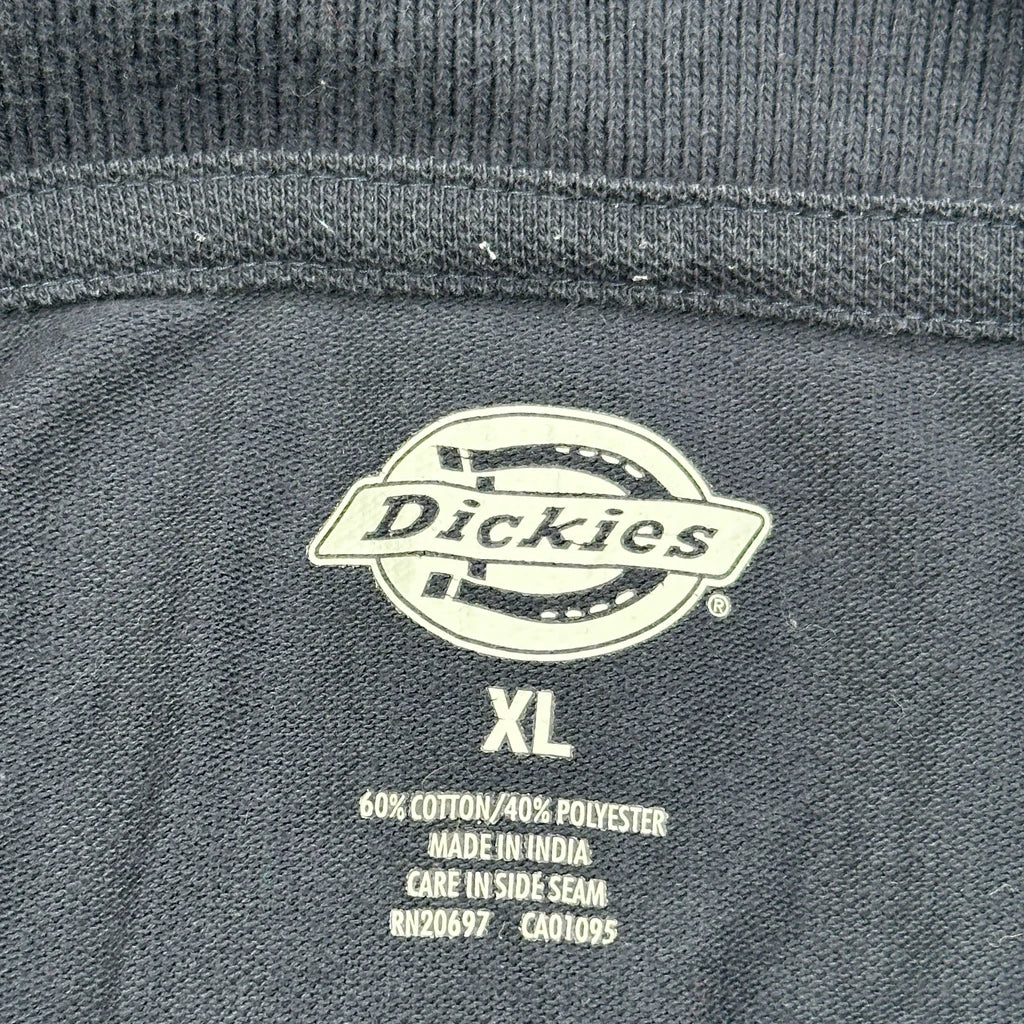 Dickies
®
XL
60% COTTON/40% POLYESTER
MADE IN INDIA
CARE IN SIDE SEAM
RN20697 CA01095